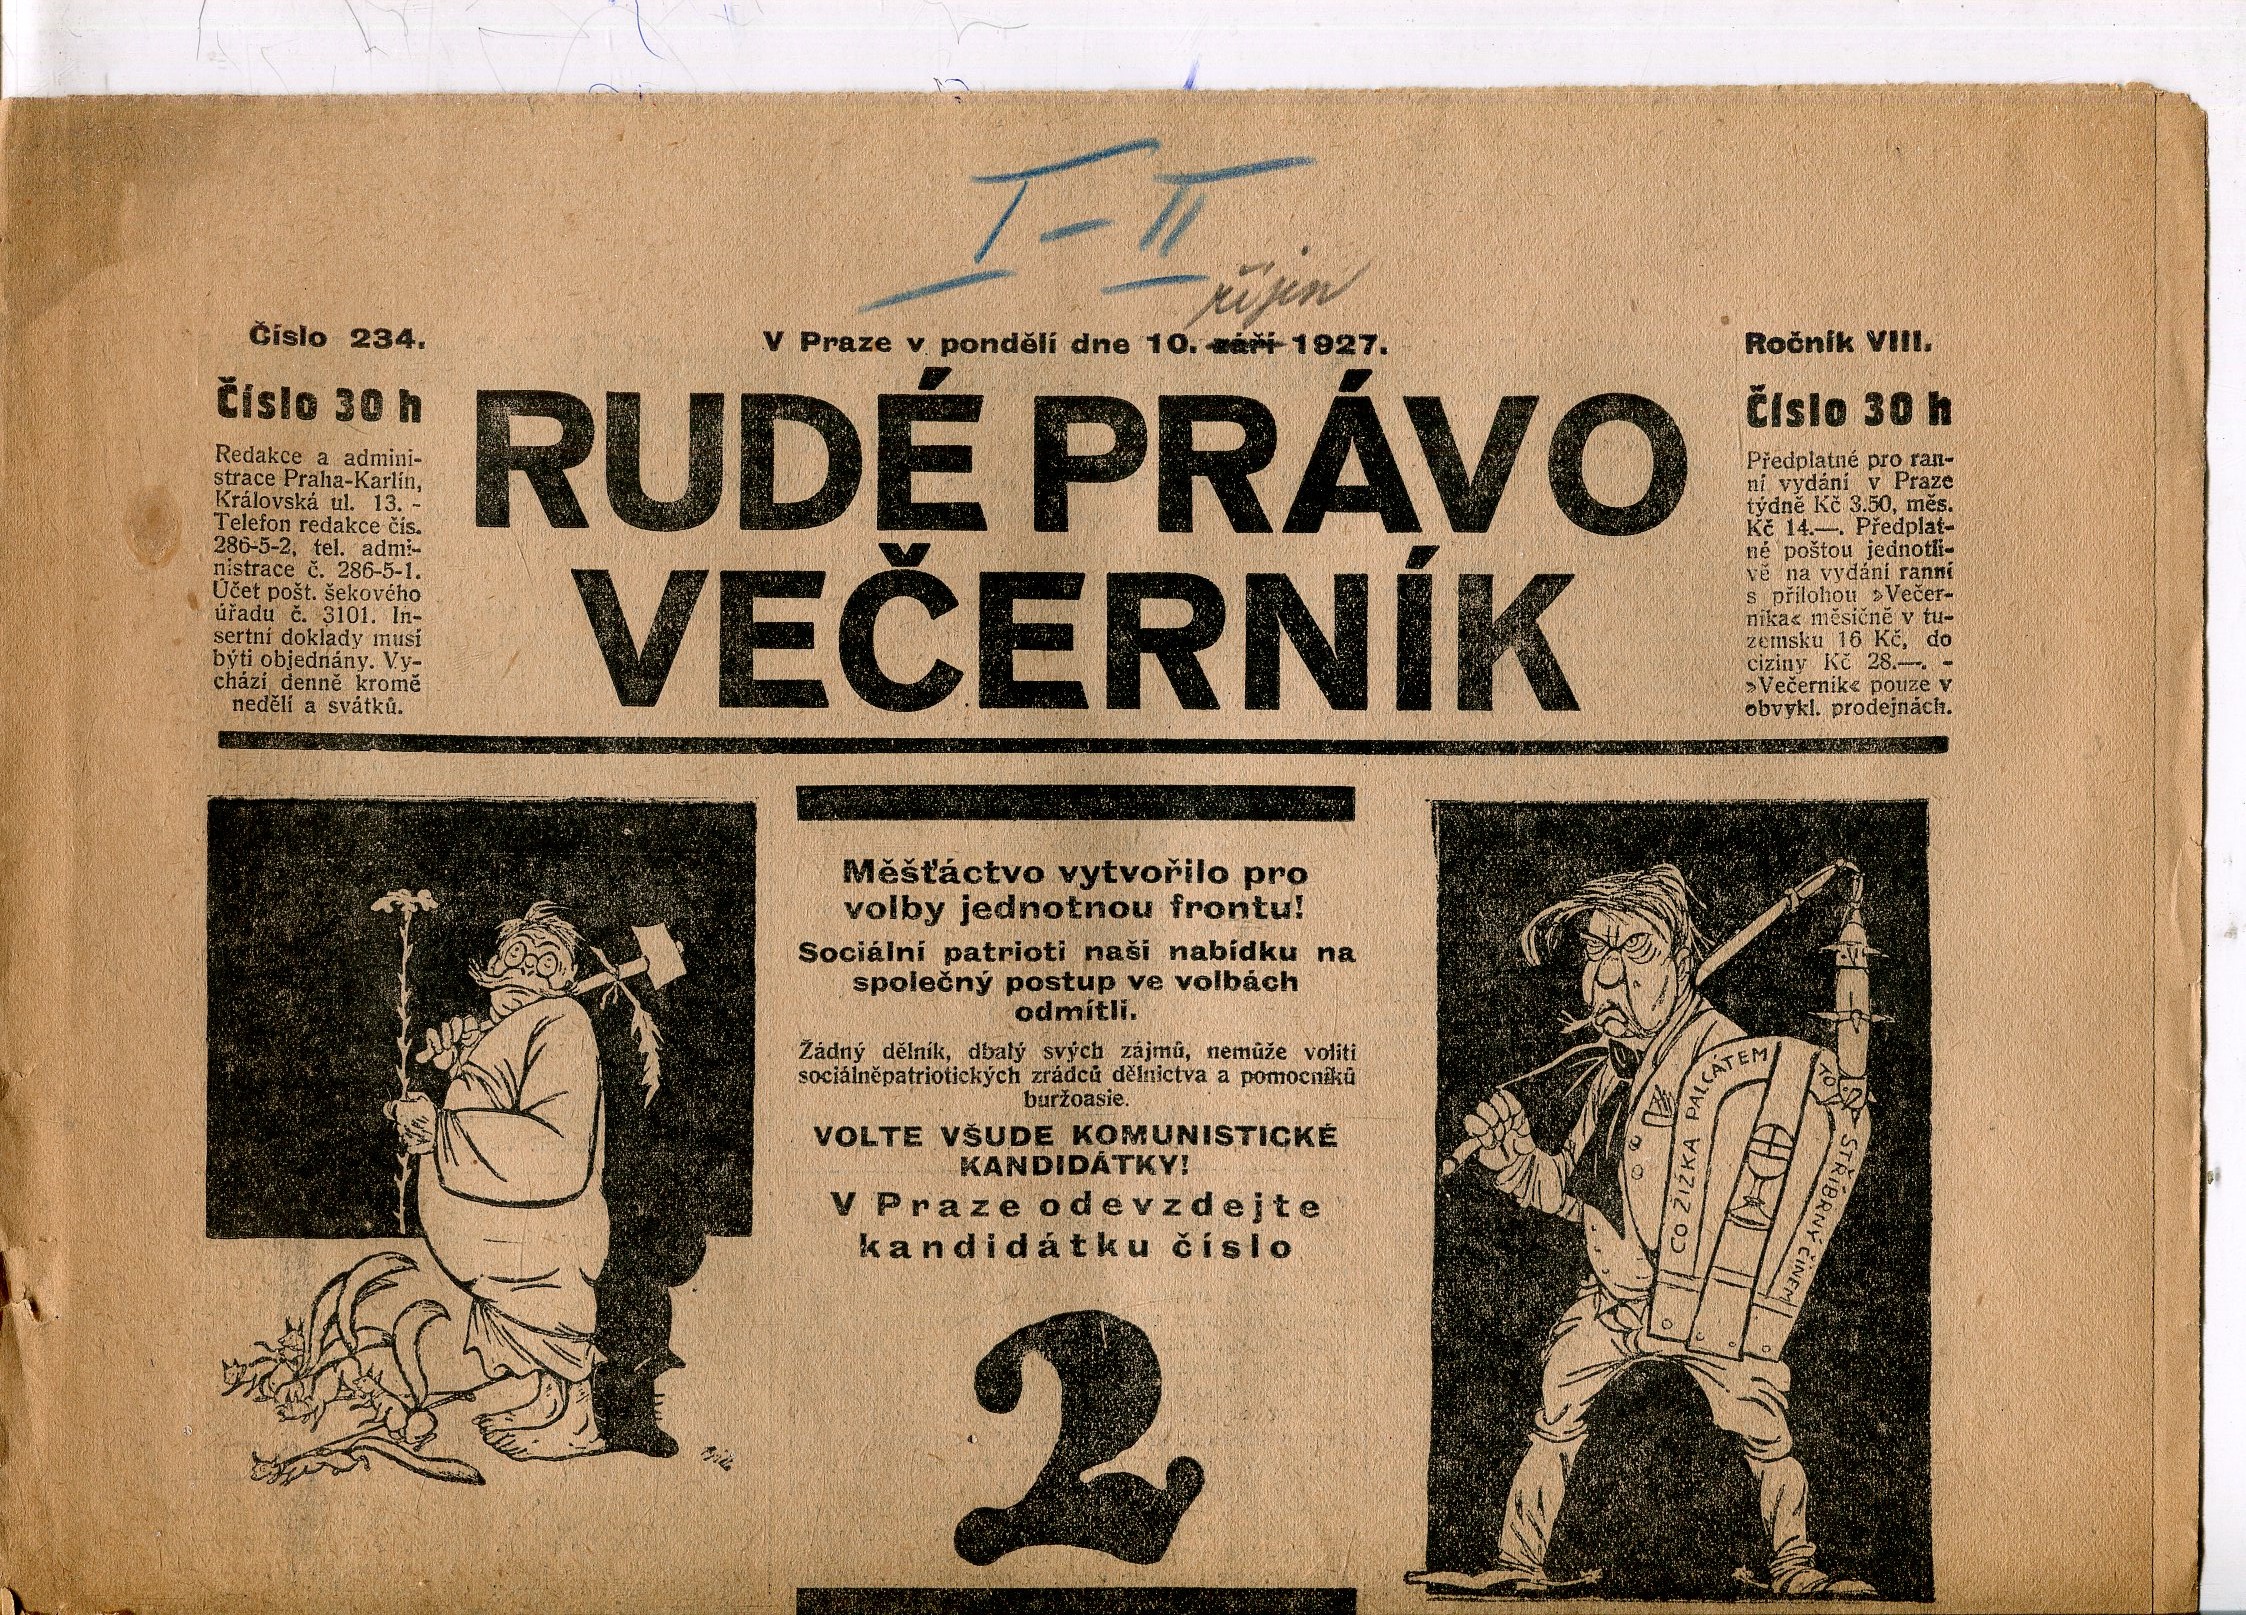 I-II
říjen
Číslo 234.
V Praze v pondělí dne 10. září 1927.
Ročník VIII.
Číslo 30 h
Redakce a admini-
strace Praha-Karlín,
Královská ul. 13. -
Telefon redakce čís.
286-5-2, tel. admi-
nistrace č. 286-5-1.
Účet pošt. šekového
úřadu č. 3101. In-
sertní doklady musí
býti objednány. Vy-
chází denně kromě
nedělí a svátků.
RUDÉ PRÁVO
VEČERNÍK
Číslo 30 h
Předplatné pro ran-
ní vydání v Praze
týdně Kč 3.50, měs.
Kč 14.—. Předplat-
né poštou jednotli-
vě na vydání ranní
s přílohou »Večer-
níka« měsíčně v tu-
zemsku 16 Kč, do
ciziny Kč 28.—. -
»Večerník« pouze v
obvykl. prodejnách.
Měšťáctvo vytvořilo pro
volby jednotnou frontu!
Sociální patrioti naši nabídku na
společný postup ve volbách
odmítli.
Žádný dělník, dbalý svých zájmů, nemůže voliti
sociálněpatriotických zrádců dělnictva a pomocníků
buržoasie.
VOLTE VŠUDE KOMUNISTICKÉ
KANDIDÁTKY!
V Praze odevzdejte
kandidátku číslo
2
CO ŽIŽKA PALCÁTEM
TO STŘÍBRNÝ ČINEM